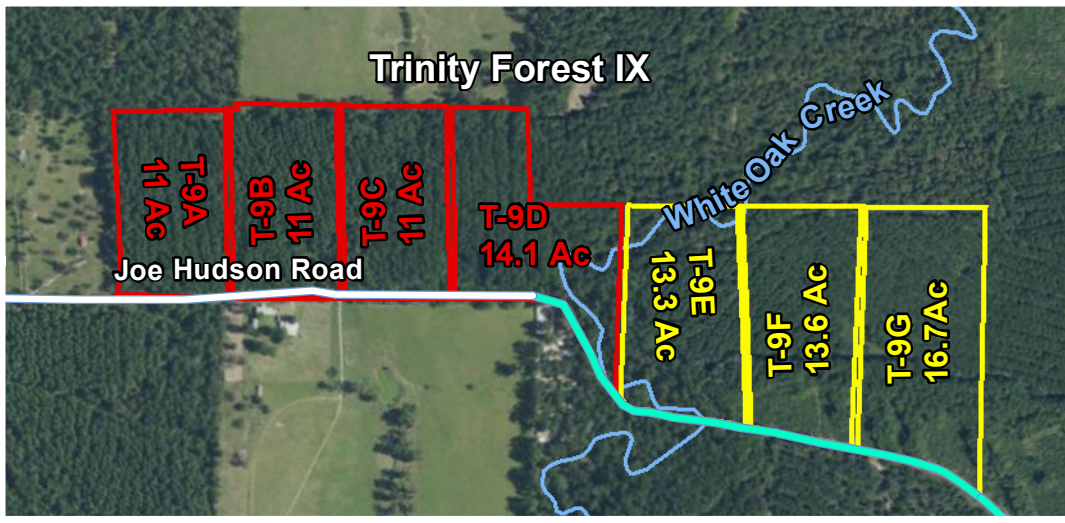 Trinity Forest IX
White Oak Creek
T-9A
11 Ac
T-9B
11 Ac
T-9C
11 Ac
T-9D
14.1 Ac
T-9E
13.3 Ac
T-9F
13.6 Ac
T-9G
16.7Ac
Joe Hudson Road